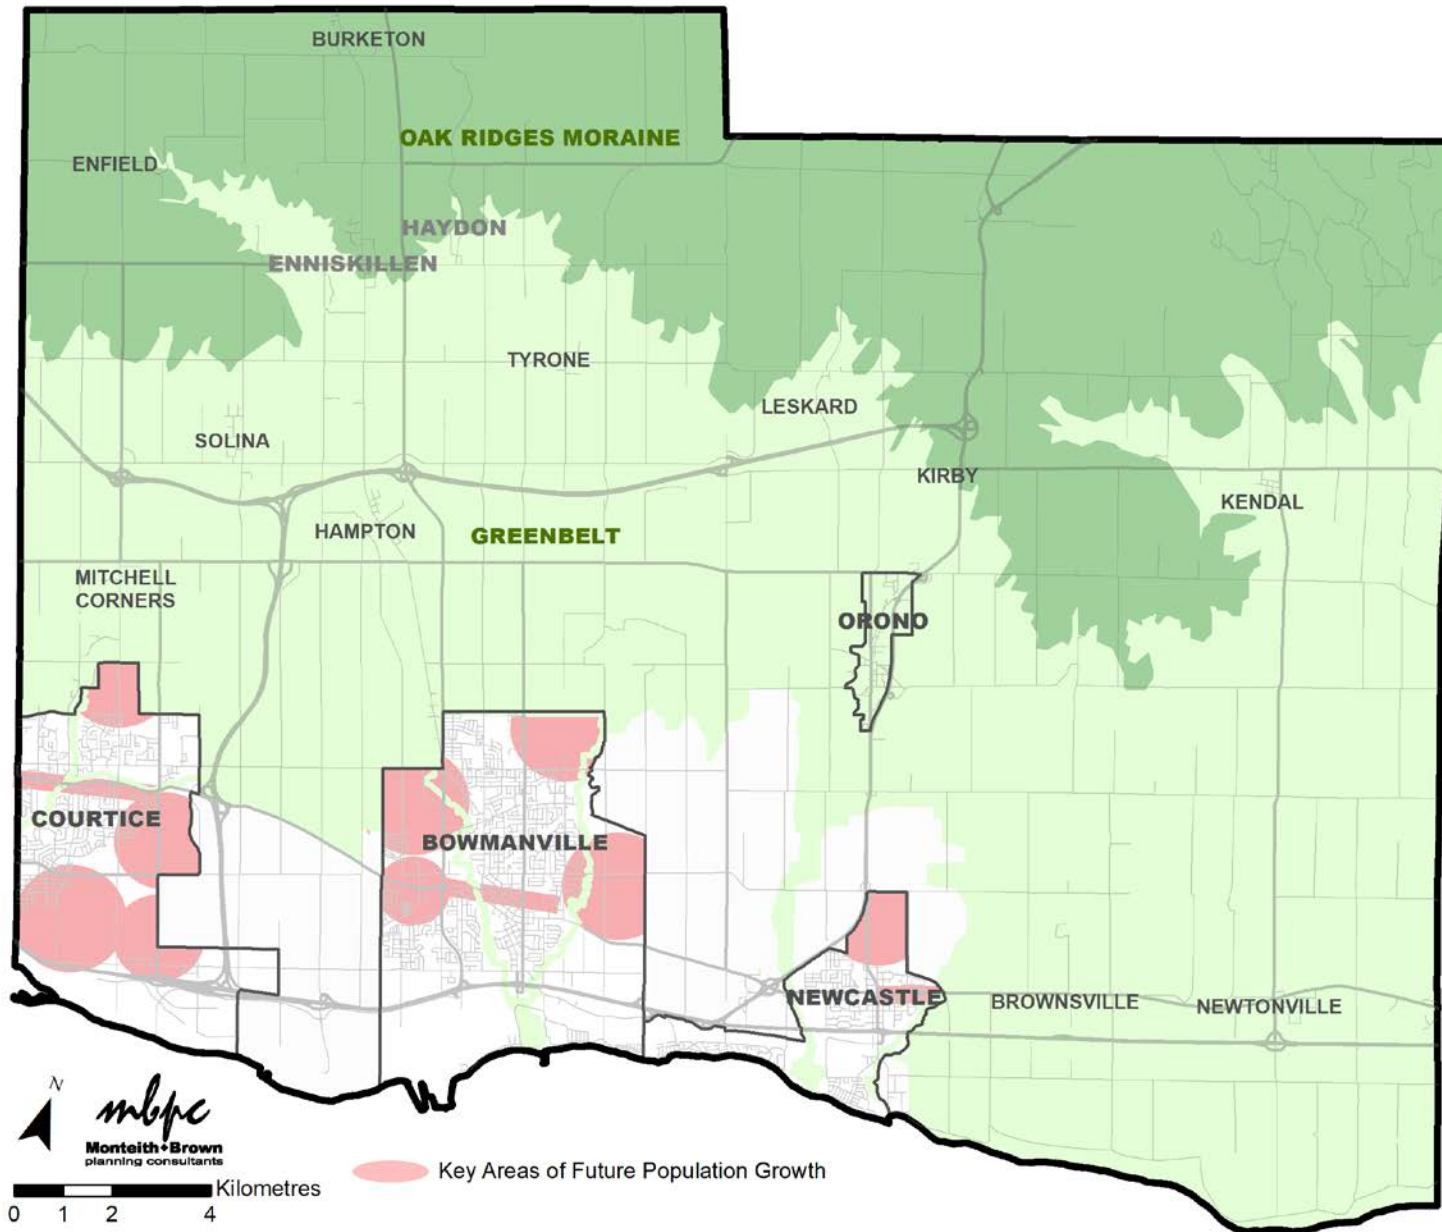 BURKETON
OAK RIDGES MORAINE
ENFIELD
HAYDON
ENNISKILLEN
TYRONE
LESKARD
SOLINA
KIRBY
KENDAL
HAMPTON
GREENBELT
MITCHELL
CORNERS
ORONO
COURTICE
BOWMANVILLE
NEWCASTLE
BROWNSVILLE
NEWTONVILLE
N
mbpc
Monteith+Brown
planning consultants
Key Areas of Future Population Growth
Kilometres
0 1 2 4